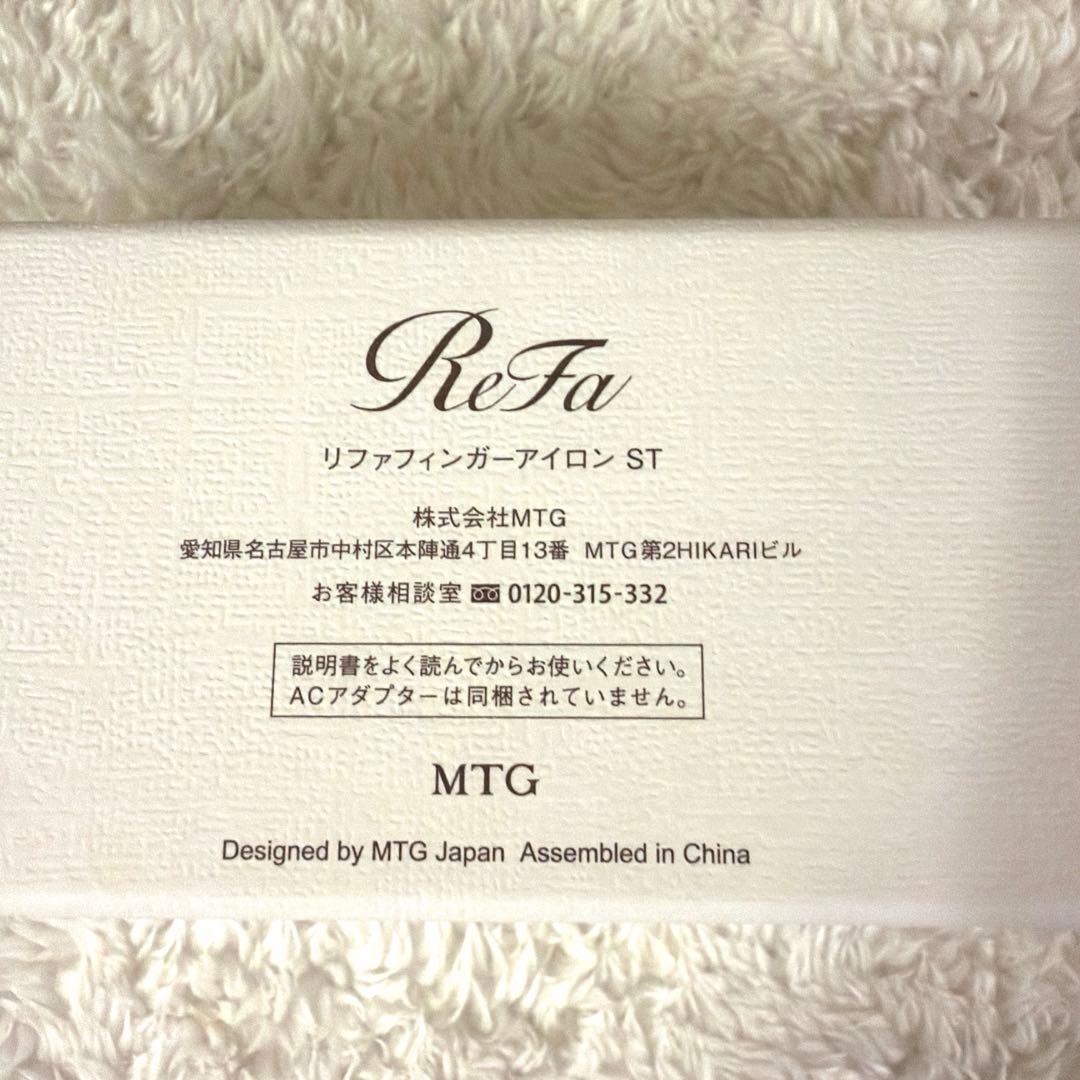 ReFa
リファフィンガーアイロン ST
株式会社MTG
愛知県名古屋市中村区本陣通4丁目13番 MTG第2HIKARIビル
お客様相談室 0120-315-332
説明書をよく読んでからお使いください。
ACアダプターは同梱されていません。
MTG
Designed by MTG Japan Assembled in China